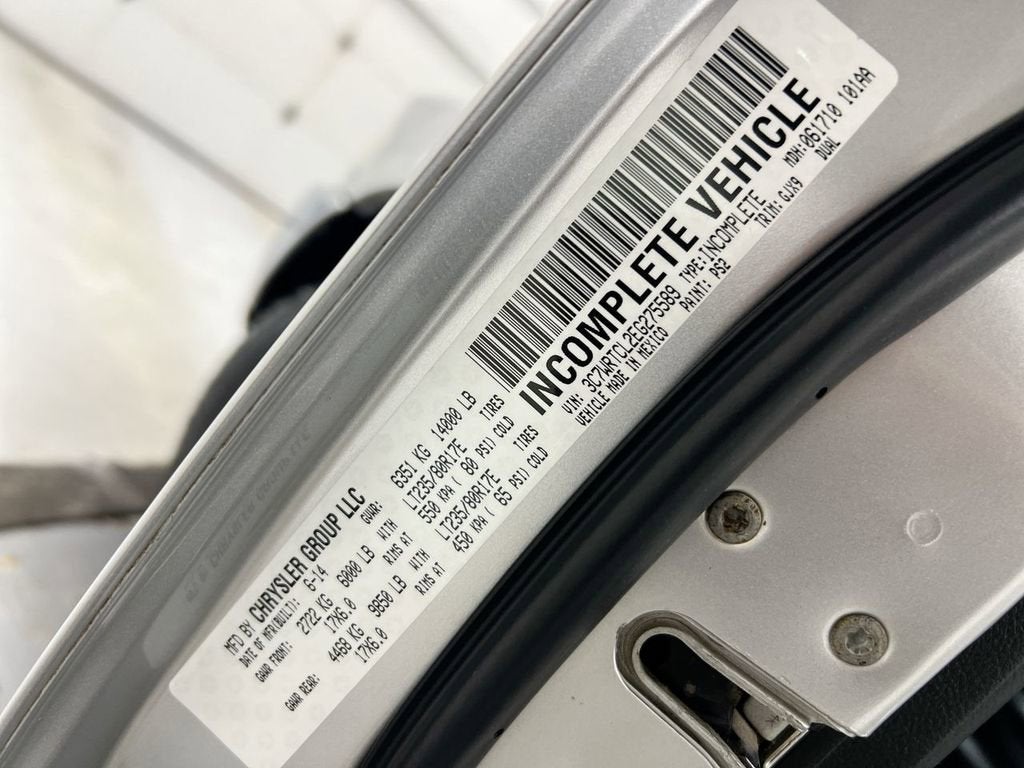 MFD BY CHRYSLER GROUP LLC
DATE OF MFR(BUILT): 6-14 GVWR: 6351 KG 14000 LB
GAWR FRONT: 2722 KG 6000 LB WITH LT235/80R17E TIRES
17X6.0 RIMS AT 550 KPA ( 80 PSI) COLD
GAWR REAR: 4468 KG 9850 LB WITH LT235/80R17E TIRES
17X6.0 RIMS AT 450 KPA ( 65 PSI) COLD
INCOMPLETE VEHICLE
VIN: 3C7WRTCL2EG275589 TYPE: INCOMPLETE MDH:061710 101AA
VEHICLE MADE IN MEXICO PAINT: PS2 TRIM: GJX9 DUAL